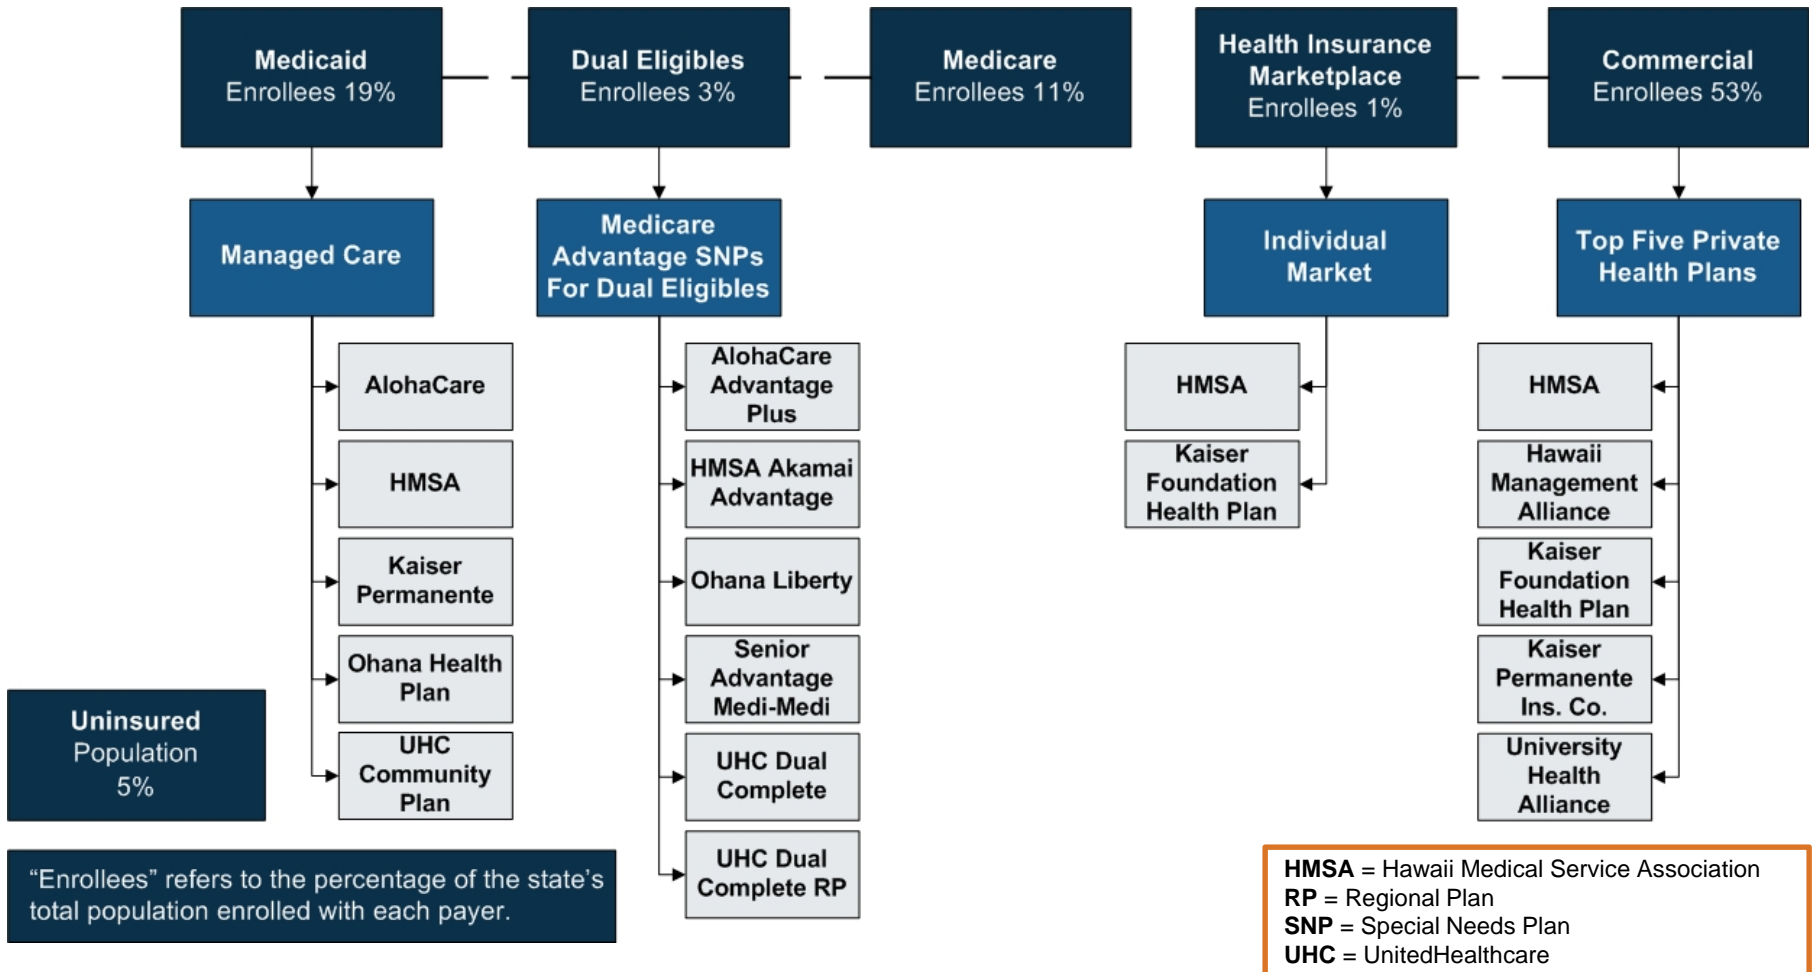 Medicaid
Enrollees 19%
Dual Eligibles
Enrollees 3%
Medicare
Enrollees 11%
Health Insurance
Marketplace
Enrollees 1%
Commercial
Enrollees 53%
Managed Care
Medicare
Advantage SNPs
For Dual Eligibles
Individual
Market
Top Five Private
Health Plans
AlohaCare
HMSA
Kaiser
Permanente
Ohana Health
Plan
UHC
Community
Plan
AlohaCare
Advantage
Plus
HMSA Akamai
Advantage
Ohana Liberty
Senior
Advantage
Medi-Medi
UHC Dual
Complete
UHC Dual
Complete RP
HMSA
Kaiser
Foundation
Health Plan
HMSA
Hawaii
Management
Alliance
Kaiser
Foundation
Health Plan
Kaiser
Permanente
Ins. Co.
University
Health
Alliance
Uninsured
Population
5%
“Enrollees” refers to the percentage of the state’s
total population enrolled with each payer.
HMSA = Hawaii Medical Service Association
RP = Regional Plan
SNP = Special Needs Plan
UHC = UnitedHealthcare